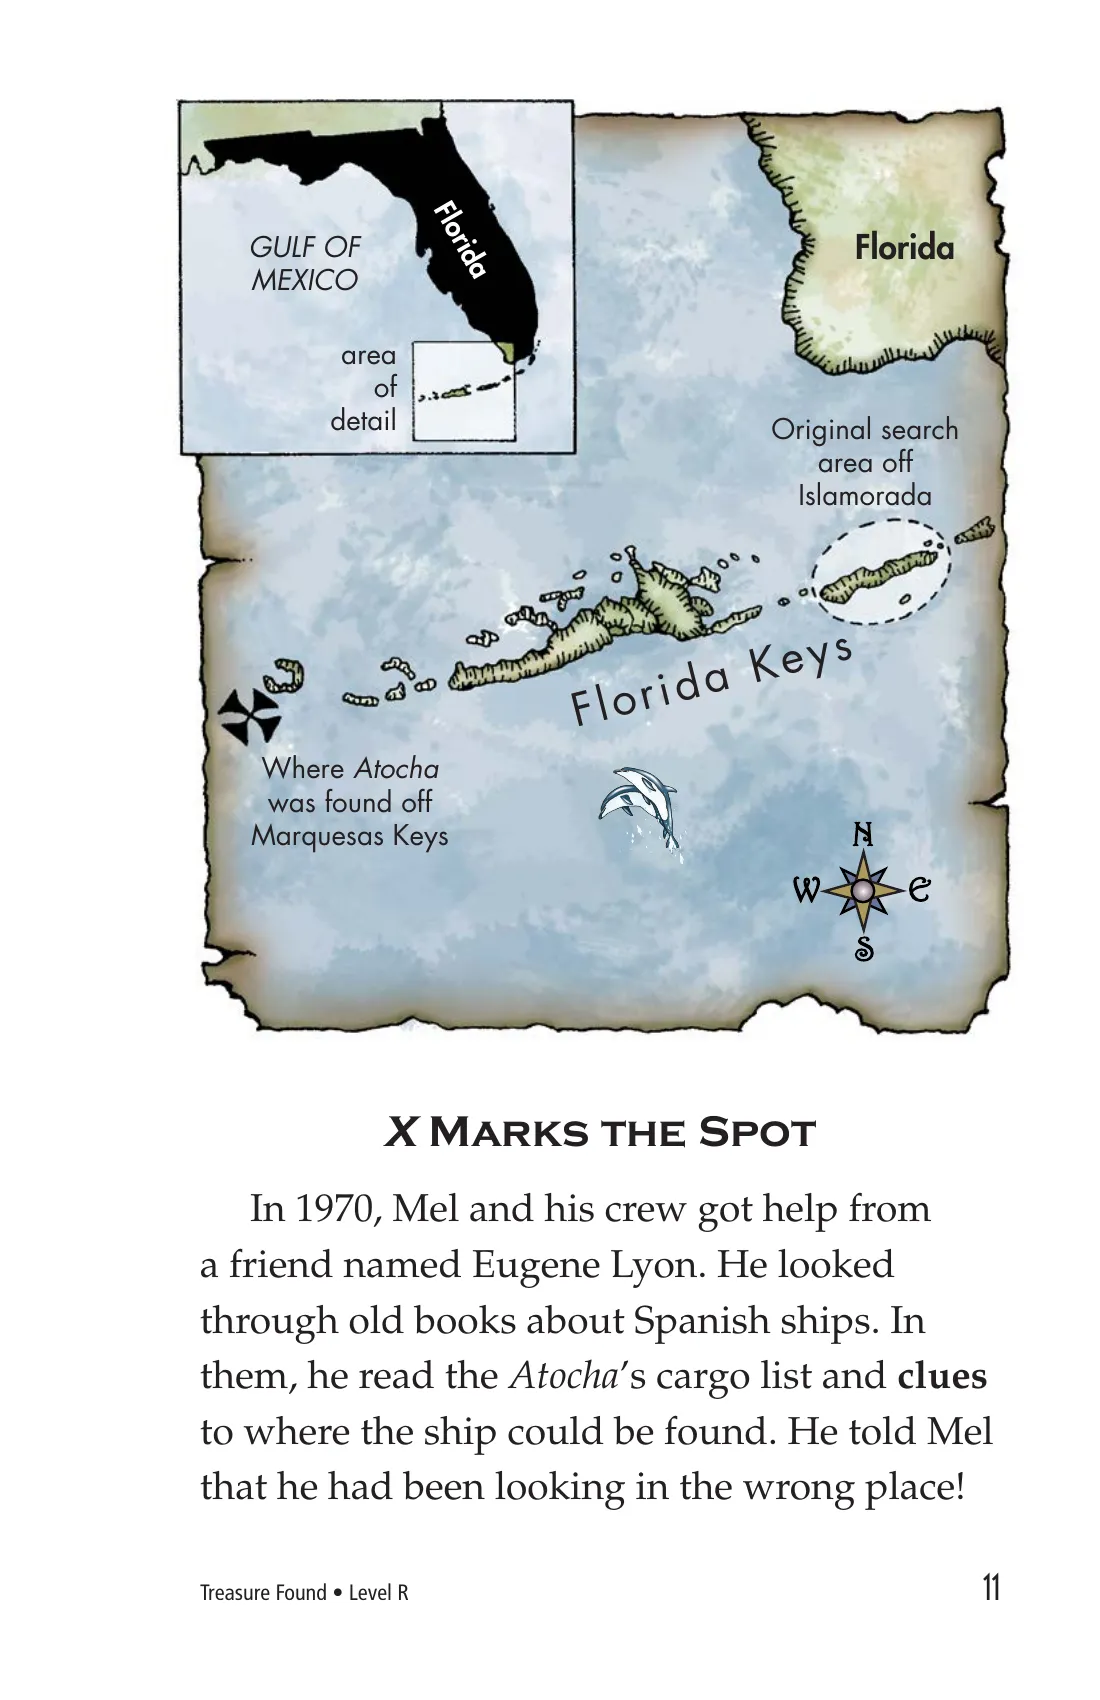 Florida
GULF OF
MEXICO
area
of
detail
Florida
Original search
area off
Islamorada
Florida Keys
Where Atocha
was found off
Marquesas Keys
N
W
E
S
X MARKS THE SPOT
In 1970, Mel and his crew got help from
a friend named Eugene Lyon. He looked
through old books about Spanish ships. In
them, he read the Atocha’s cargo list and clues
to where the ship could be found. He told Mel
that he had been looking in the wrong place!
Treasure Found • Level R
11